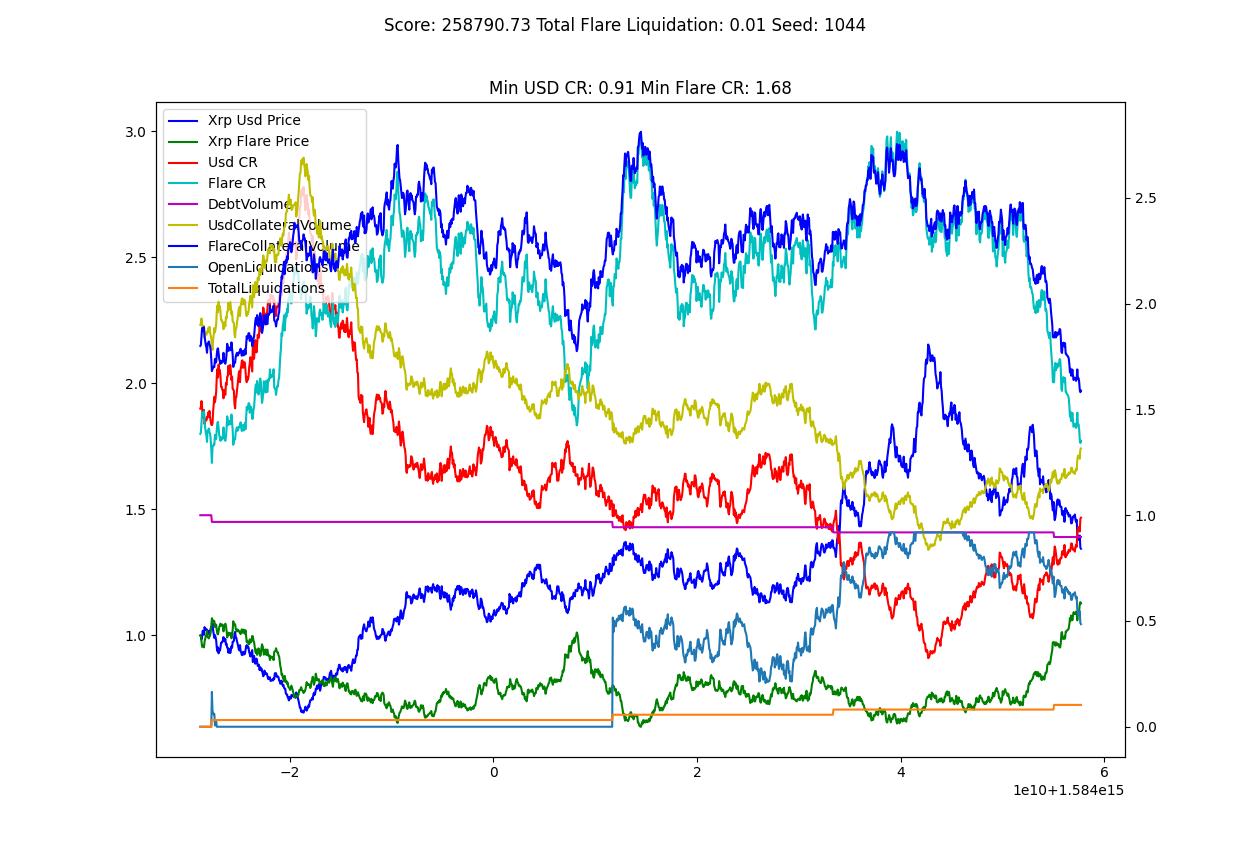 Score: 258790.73 Total Flare Liquidation: 0.01 Seed: 1044
Min USD CR: 0.91 Min Flare CR: 1.68
Xrp Usd Price
Xrp Flare Price
Usd CR
Flare CR
DebtVolume
UsdCollateralVolume
FlareCollateralVolume
OpenLiquidations
TotalLiquidations
3.0
2.5
2.0
1.5
1.0
2.5
2.0
1.5
1.0
0.5
0.0
−2
0
2
4
6
1e10+1.584e15